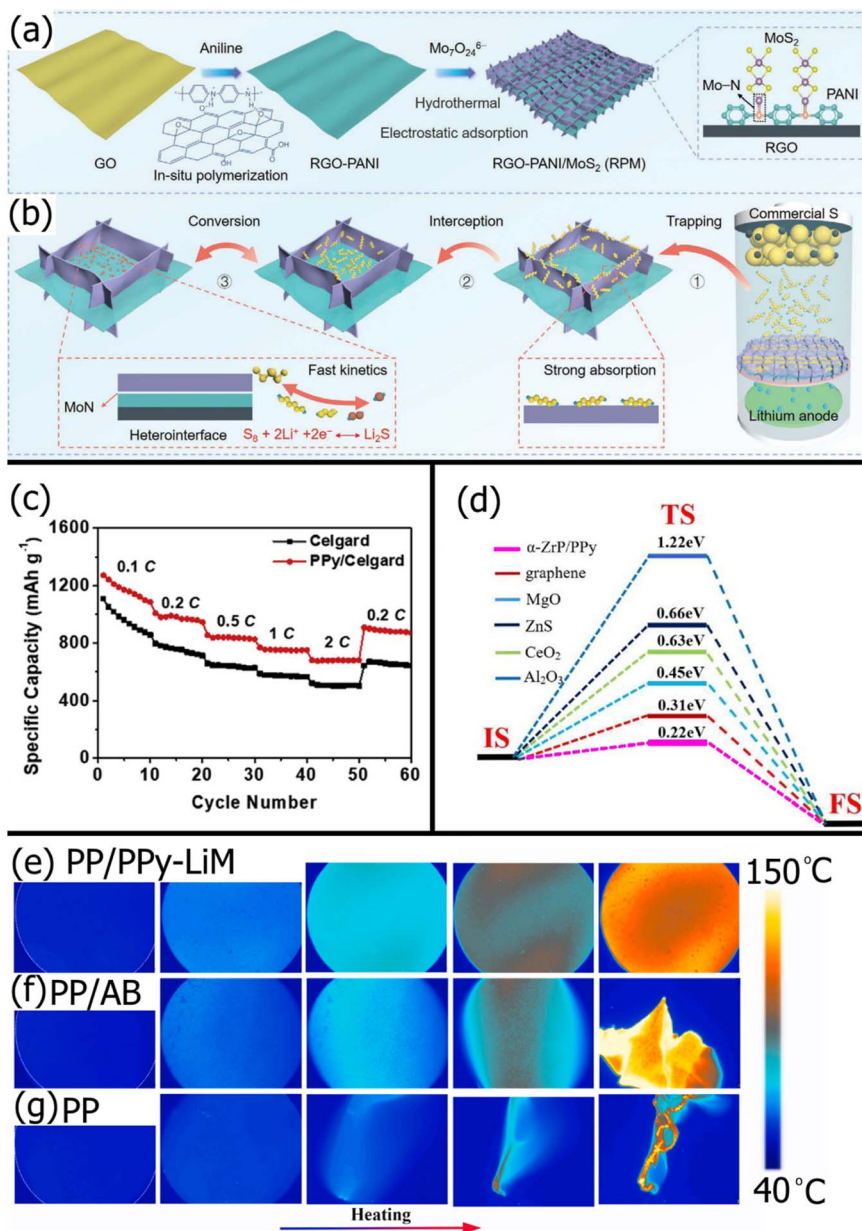 (a)
Aniline
Mo₇O₂₄⁶⁻
MoS₂
Mo–N
PANI
Hydrothermal
Electrostatic adsorption
GO
In-situ polymerization
RGO-PANI
RGO-PANI/MoS₂ (RPM)
RGO
(b)
Conversion
Interception
Trapping
Commercial S
③
②
①
Fast kinetics
Strong absorption
MoN
Heterointerface
S₈ + 2Li⁺ +2e⁻ ⟷ Li₂S
Lithium anode
(c)
Specific Capacity (mAh g⁻¹)
1600
1200
800
400
0
Celgard
PPy/Celgard
0.1 C
0.2 C
0.5 C
1 C
2 C
0.2 C
0 10 20 30 40 50 60
Cycle Number
(d)
TS
α-ZrP/PPy
graphene
MgO
ZnS
CeO₂
Al₂O₃
1.22eV
0.66eV
0.63eV
0.45eV
0.31eV
0.22eV
IS
FS
(e) PP/PPy-LiM
150°C
(f) PP/AB
(g) PP
40°C
Heating